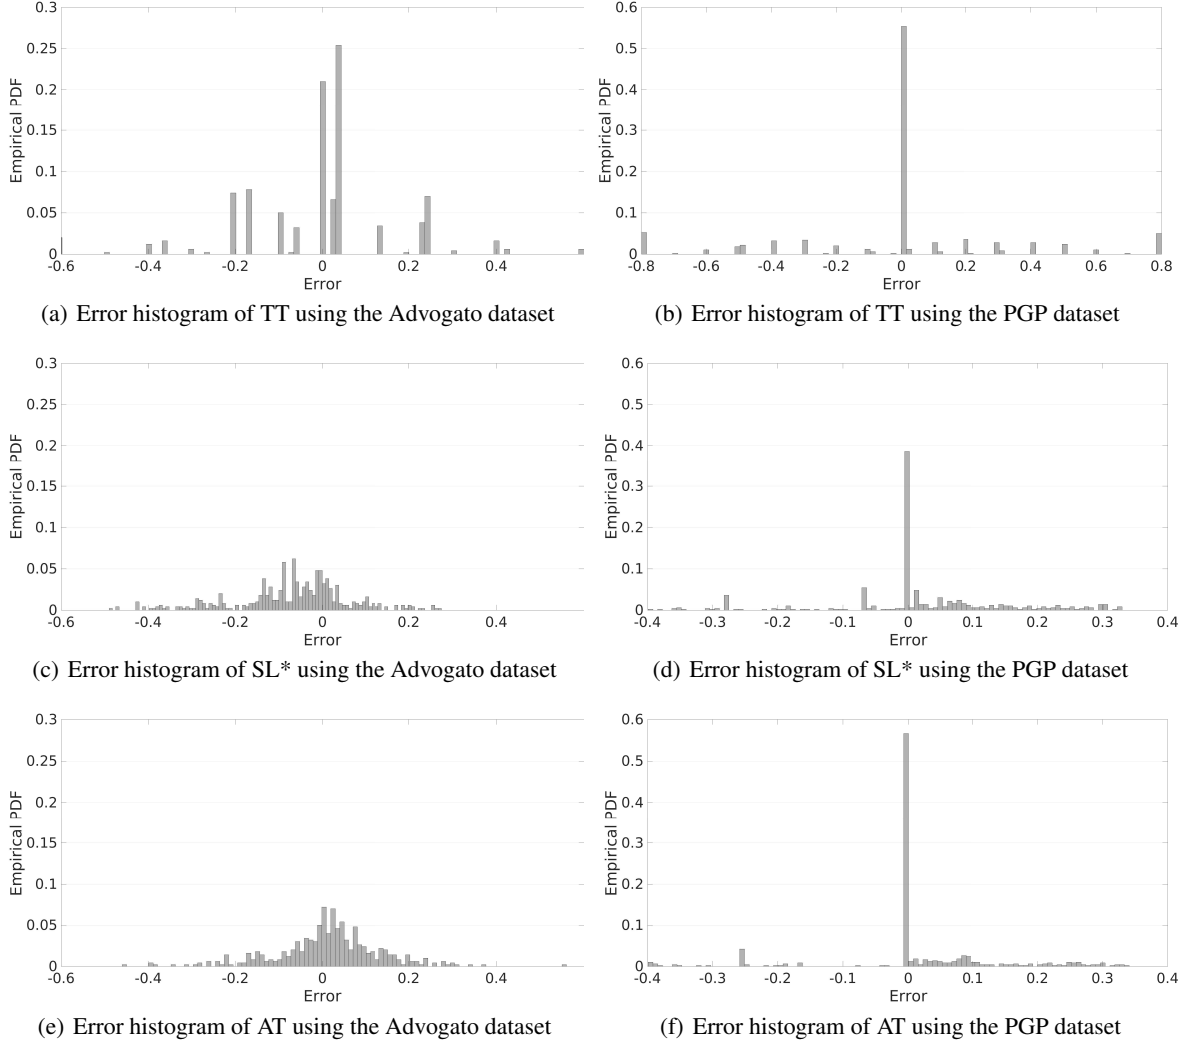 0.3
0.25
0.2
0.15
0.1
0.05
0
Empirical PDF
-0.6 -0.4 -0.2 0 0.2 0.4
Error
(a) Error histogram of TT using the Advogato dataset
0.6
0.5
0.4
0.3
0.2
0.1
0
Empirical PDF
-0.8 -0.6 -0.4 -0.2 0 0.2 0.4 0.6 0.8
Error
(b) Error histogram of TT using the PGP dataset
0.3
0.25
0.2
0.15
0.1
0.05
0
Empirical PDF
-0.6 -0.4 -0.2 0 0.2 0.4
Error
(c) Error histogram of SL* using the Advogato dataset
0.6
0.5
0.4
0.3
0.2
0.1
0
Empirical PDF
-0.4 -0.3 -0.2 -0.1 0 0.1 0.2 0.3 0.4
Error
(d) Error histogram of SL* using the PGP dataset
0.3
0.25
0.2
0.15
0.1
0.05
0
Empirical PDF
-0.6 -0.4 -0.2 0 0.2 0.4
Error
(e) Error histogram of AT using the Advogato dataset
0.6
0.5
0.4
0.3
0.2
0.1
0
Empirical PDF
-0.4 -0.3 -0.2 -0.1 0 0.1 0.2 0.3 0.4
Error
(f) Error histogram of AT using the PGP dataset